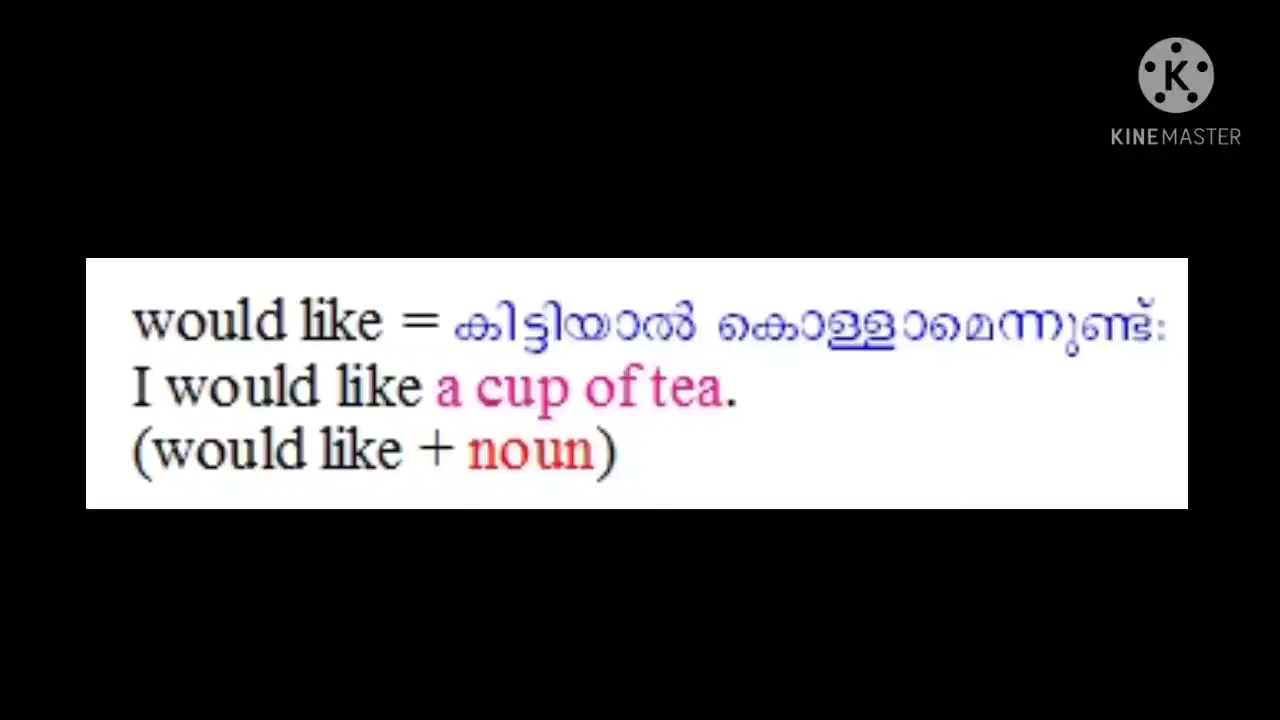 K
KINEMASTER
would like = കിട്ടിയാൽ കൊള്ളാമെന്നുണ്ട്:
I would like a cup of tea.
(would like + noun)